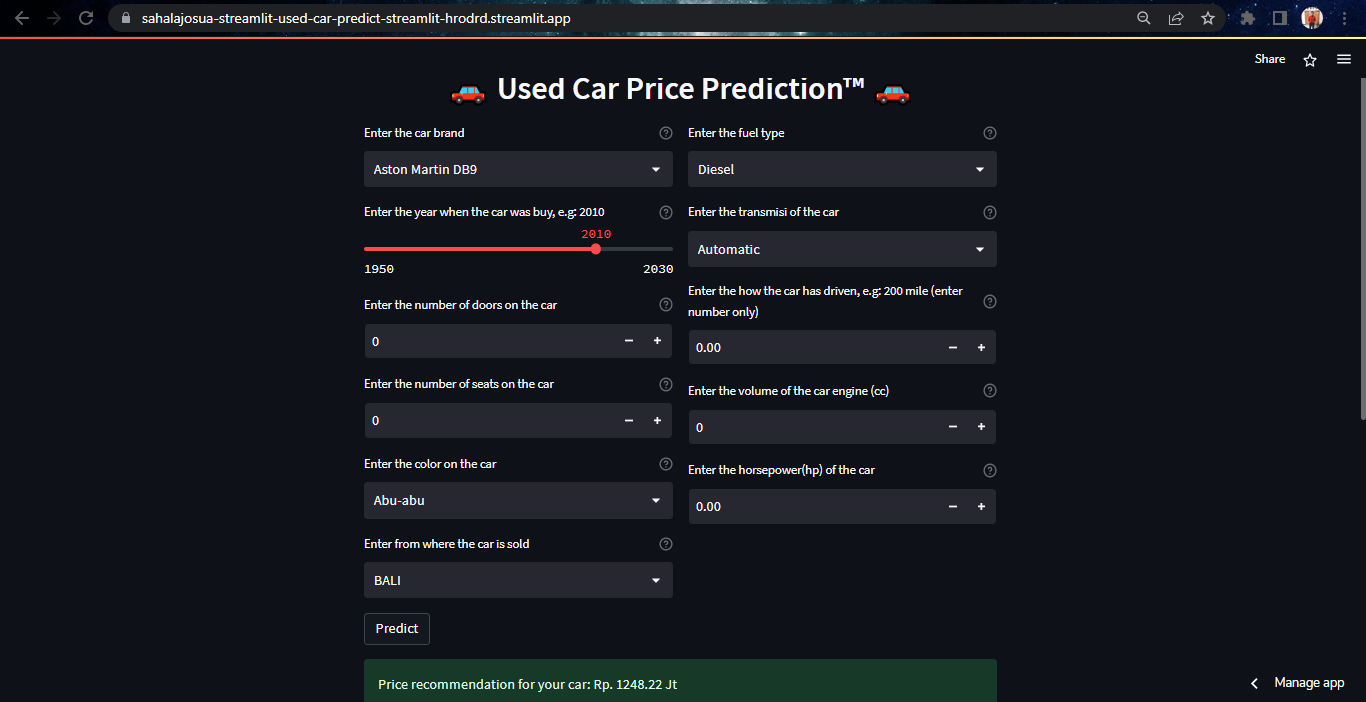 sahalajosua-streamlit-used-car-predict-streamlit-hrodrd.streamlit.app
Share
Used Car Price Prediction™
Enter the car brand
Aston Martin DB9
Enter the year when the car was buy, e.g: 2010
2010
1950 2030
Enter the number of doors on the car
0
Enter the number of seats on the car
0
Enter the color on the car
Abu-abu
Enter from where the car is sold
BALI
Enter the fuel type
Diesel
Enter the transmisi of the car
Automatic
Enter the how the car has driven, e.g: 200 mile (enter
number only)
0.00
Enter the volume of the car engine (cc)
0
Enter the horsepower(hp) of the car
0.00
Predict
Price recommendation for your car: Rp. 1248.22 Jt
Manage app